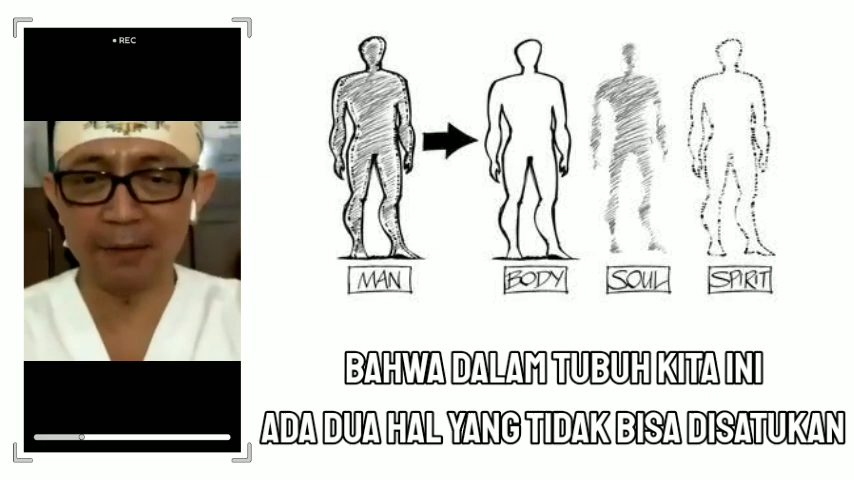 • REC
MAN
BODY
SOUL
SPIRIT
BAHWA DALAM TUBUH KITA INI
ADA DUA HAL YANG TIDAK BISA DISATUKAN